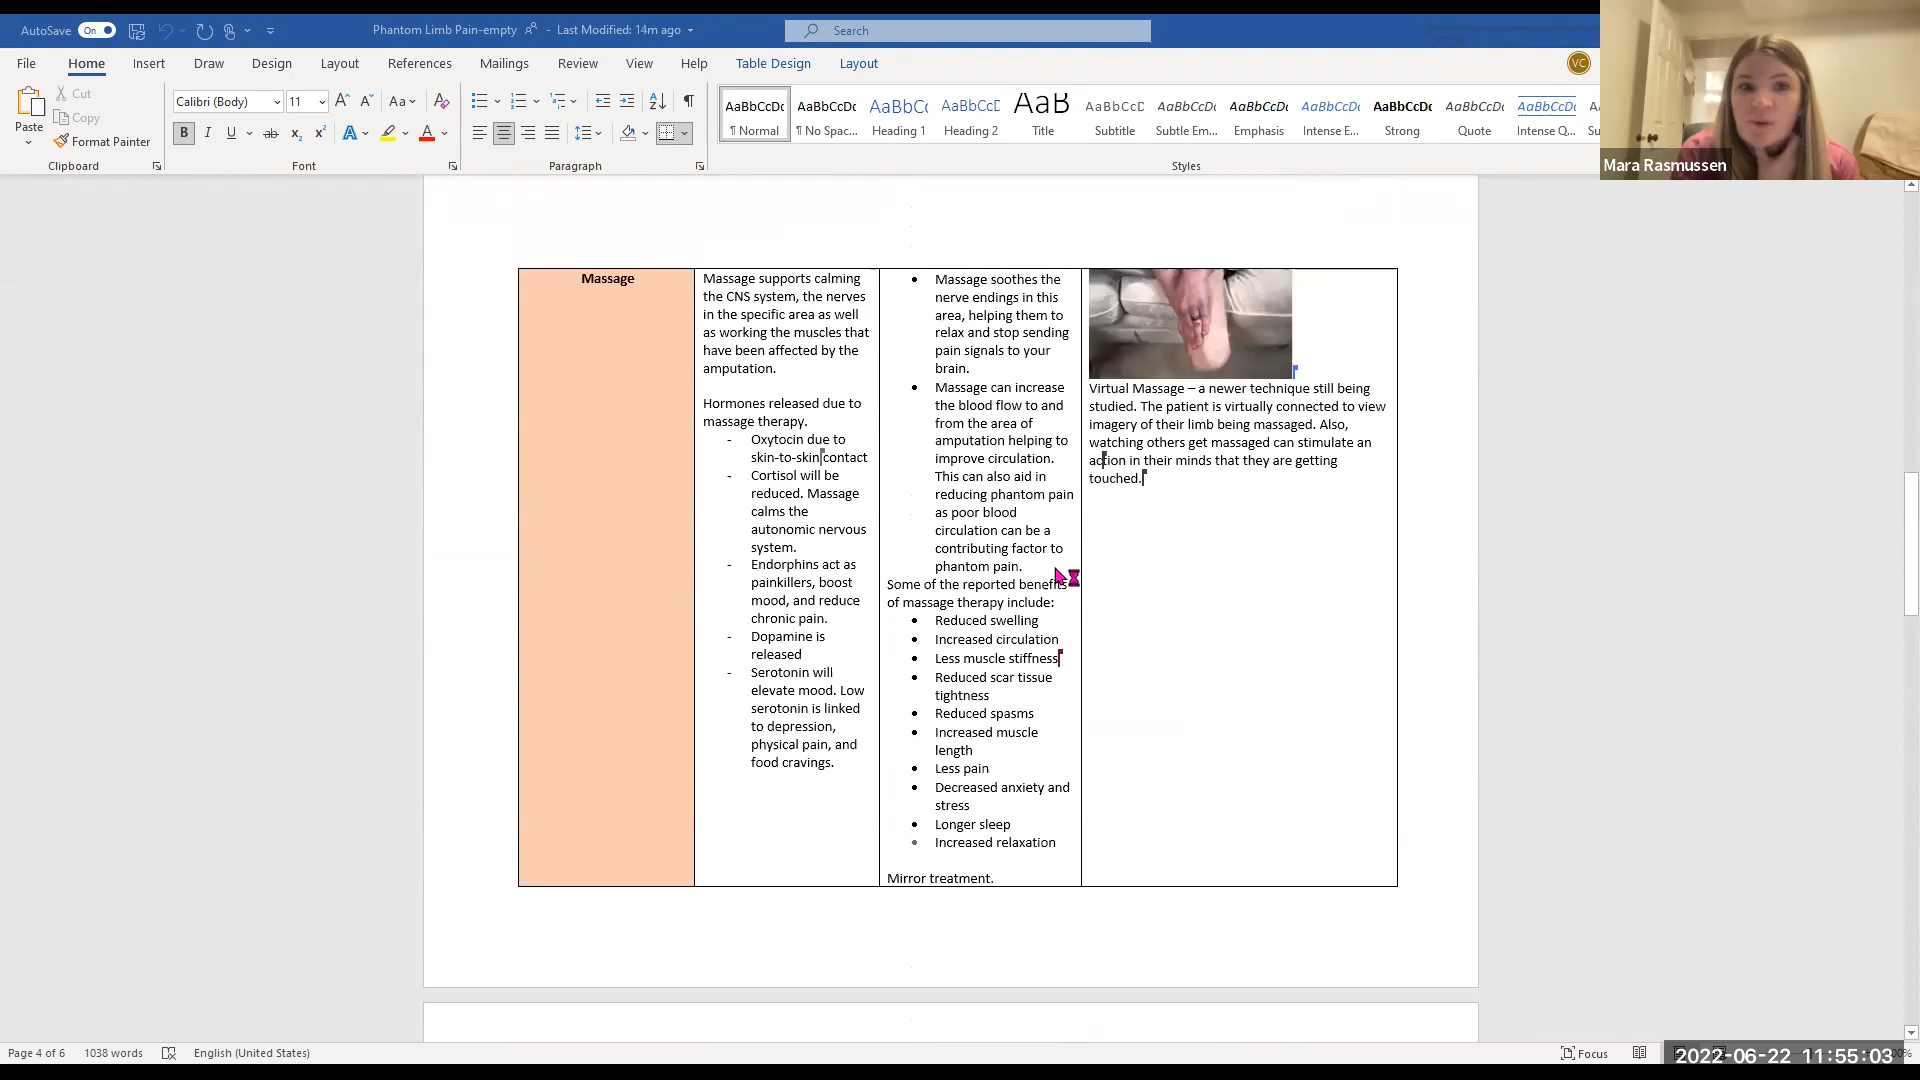 AutoSave On Phantom Limb Pain-empty - Last Modified: 14m ago Search
File Home Insert Draw Design Layout References Mailings Review View Help Table Design Layout VC
Cut
Copy
Paste
Format Painter
Calibri (Body) 11
AaBbCcDc AaBbCcDc AaBbCc AaBbCcD AaB AaBbCcD AaBbCcDc AaBbCcDc AaBbCcDc AaBbCcDc AaBbCcDc AaBbCcDc
¶ Normal ¶ No Spac... Heading 1 Heading 2 Title Subtitle Subtle Em... Emphasis Intense E... Strong Quote Intense Q...
Clipboard Font Paragraph Styles
Mara Rasmussen
Massage
Massage supports calming
the CNS system, the nerves
in the specific area as well
as working the muscles that
have been affected by the
amputation.
Hormones released due to
massage therapy.
- Oxytocin due to
skin-to-skin contact
- Cortisol will be
reduced. Massage
calms the
autonomic nervous
system.
- Endorphins act as
painkillers, boost
mood, and reduce
chronic pain.
- Dopamine is
released
- Serotonin will
elevate mood. Low
serotonin is linked
to depression,
physical pain, and
food cravings.
• Massage soothes the
nerve endings in this
area, helping them to
relax and stop sending
pain signals to your
brain.
• Massage can increase
the blood flow to and
from the area of
amputation helping to
improve circulation.
This can also aid in
reducing phantom pain
as poor blood
circulation can be a
contributing factor to
phantom pain.
Some of the reported benefits
of massage therapy include:
• Reduced swelling
• Increased circulation
• Less muscle stiffness
• Reduced scar tissue
tightness
• Reduced spasms
• Increased muscle
length
• Less pain
• Decreased anxiety and
stress
• Longer sleep
• Increased relaxation
Mirror treatment.
Virtual Massage – a newer technique still being
studied. The patient is virtually connected to view
imagery of their limb being massaged. Also,
watching others get massaged can stimulate an
action in their minds that they are getting
touched.
Page 4 of 6 1038 words English (United States) Focus
2022-06-22 11:55:03